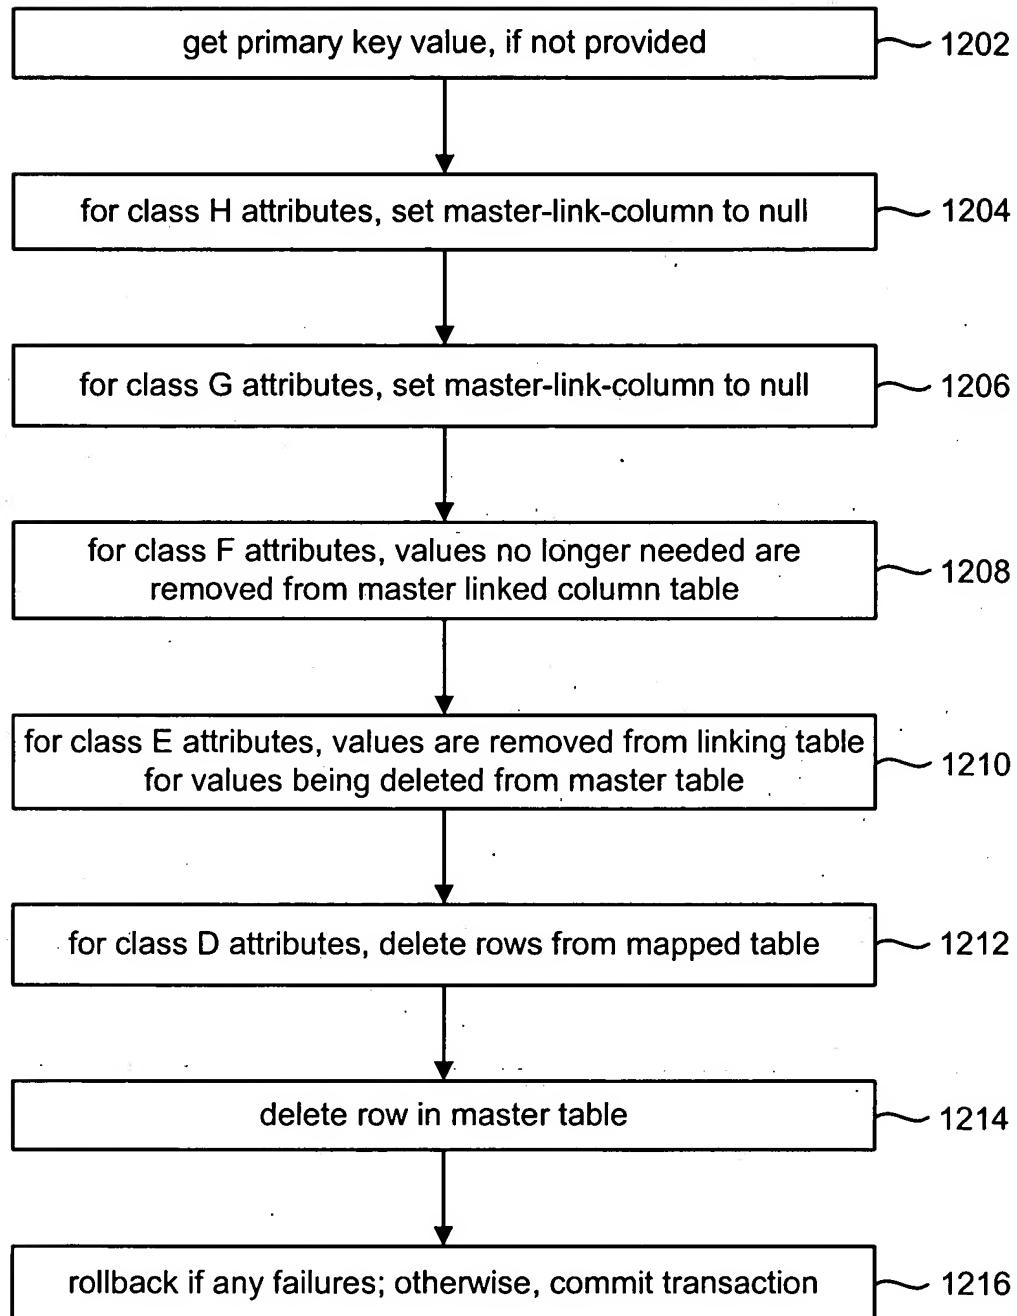 get primary key value, if not provided
1202
for class H attributes, set master-link-column to null
1204
for class G attributes, set master-link-column to null
1206
for class F attributes, values no longer needed are
removed from master linked column table
1208
for class E attributes, values are removed from linking table
for values being deleted from master table
1210
for class D attributes, delete rows from mapped table
1212
delete row in master table
1214
rollback if any failures; otherwise, commit transaction
1216